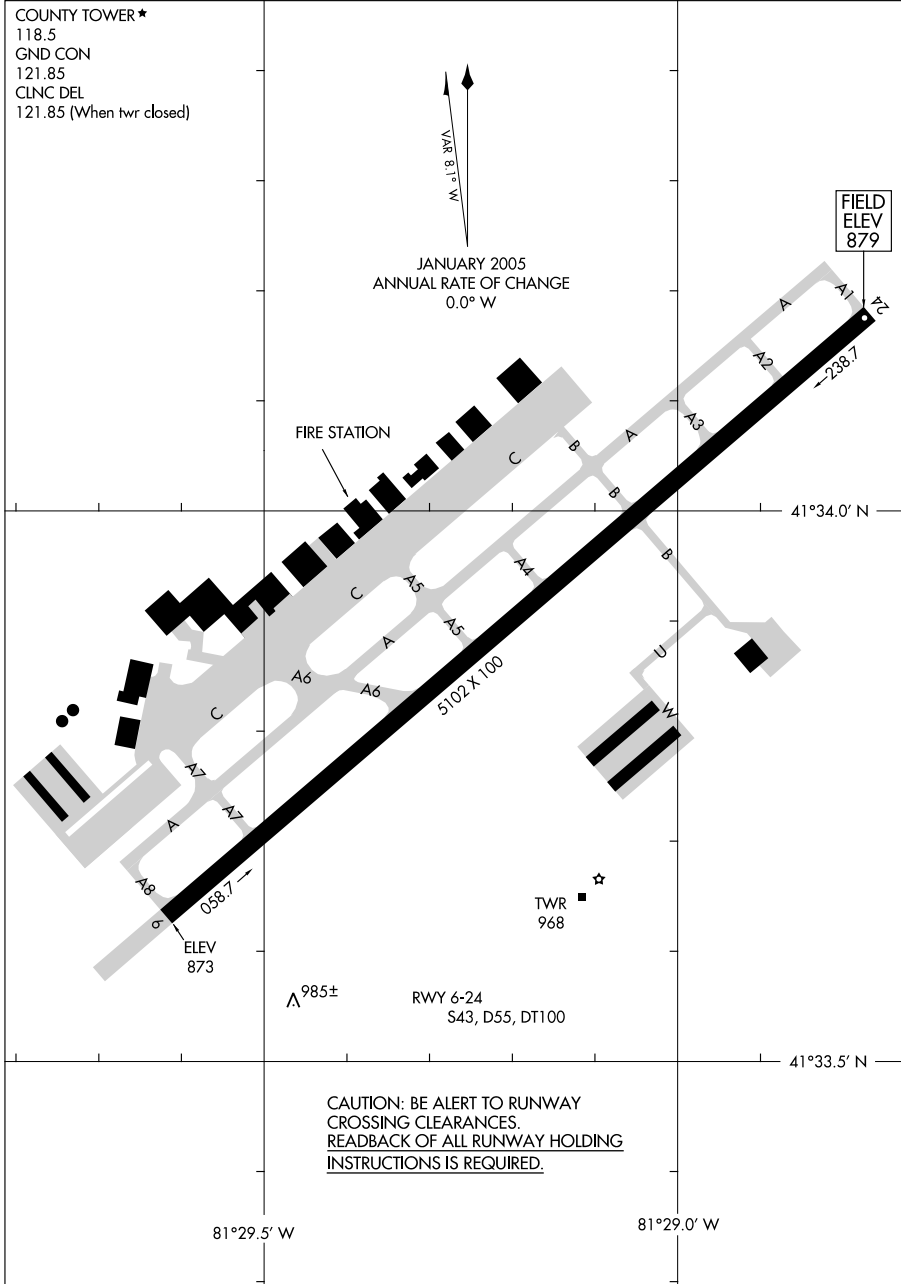 COUNTY TOWER★
118.5
GND CON
121.85
CLNC DEL
121.85 (When twr closed)
VAR 8.1° W
JANUARY 2005
ANNUAL RATE OF CHANGE
0.0° W
FIELD
ELEV
879
A1
24
A
A2
238.7
A3
A
B
C
FIRE STATION
B
41°34.0' N
B
A4
A5
C
A5
A
U
A6
A6
5102 X 100
W
C
A7
A7
A
A8
058.7
6
ELEV
873
TWR
968
985±
RWY 6-24
S43, D55, DT100
41°33.5' N
CAUTION: BE ALERT TO RUNWAY
CROSSING CLEARANCES.
READBACK OF ALL RUNWAY HOLDING
INSTRUCTIONS IS REQUIRED.
81°29.5' W
81°29.0' W